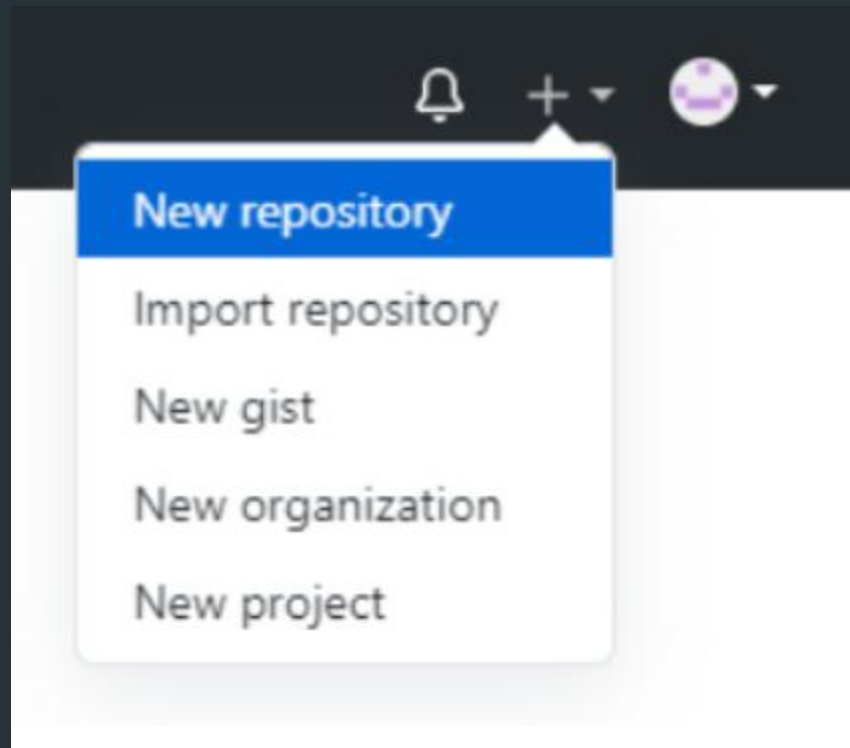 New repository
Import repository
New gist
New organization
New project